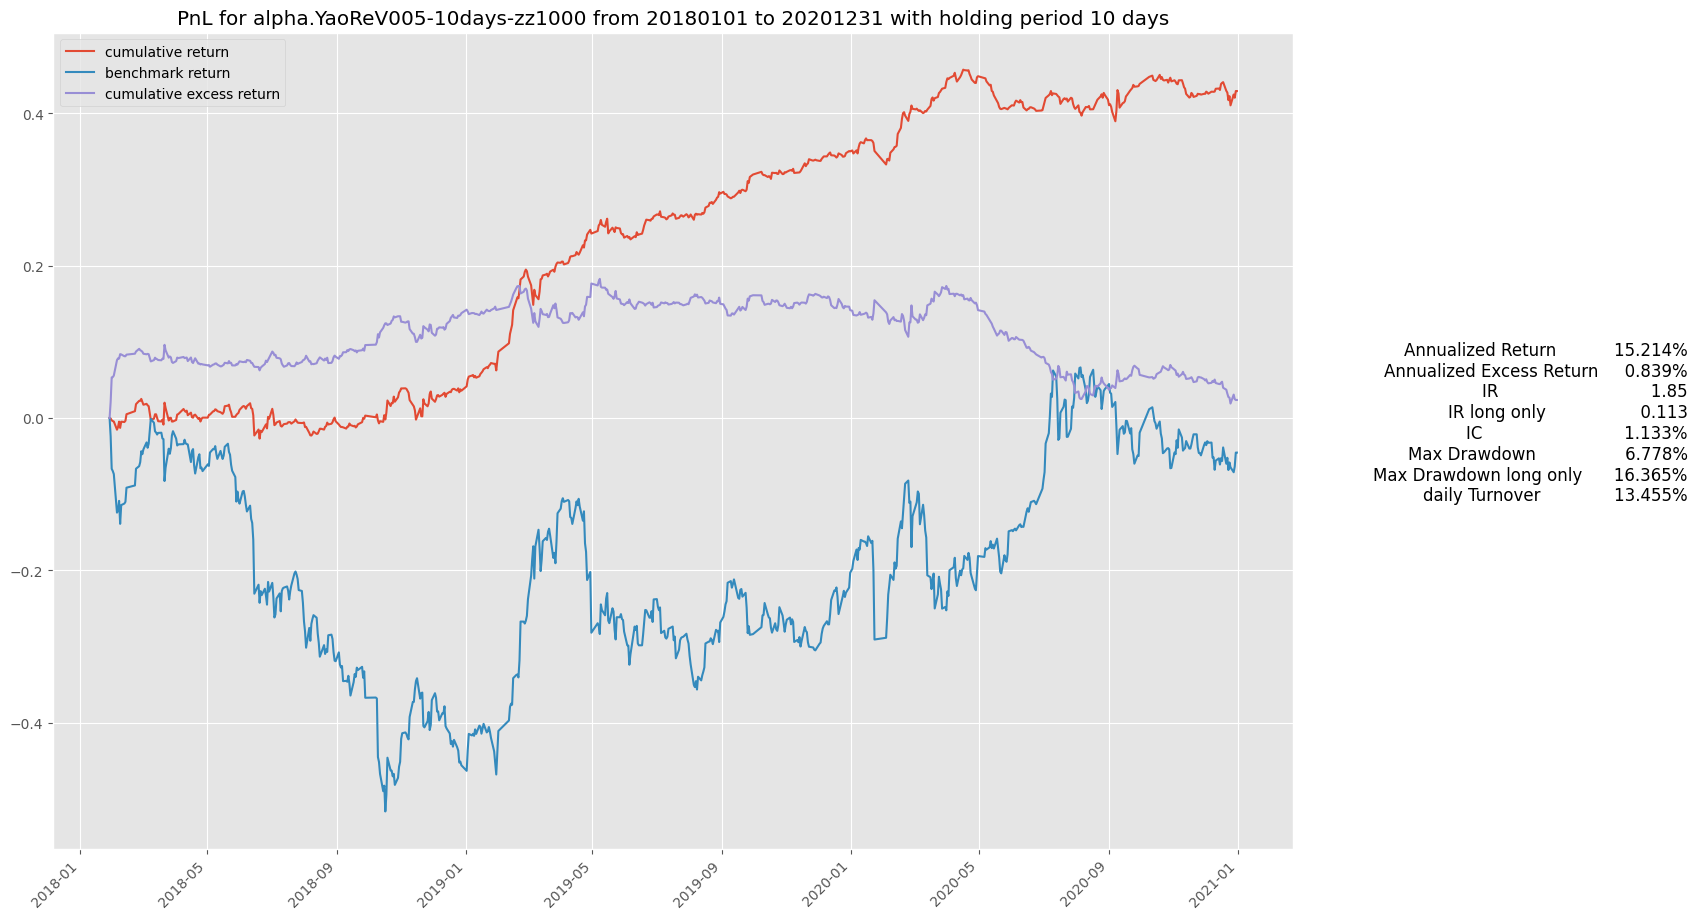 PnL for alpha.YaoReV005-10days-zz1000 from 20180101 to 20201231 with holding period 10 days
cumulative return
benchmark return
cumulative excess return
0.4
0.2
0.0
−0.2
−0.4
2018-01
2018-05
2018-09
2019-01
2019-05
2019-09
2020-01
2020-05
2020-09
2021-01
Annualized Return 15.214%
Annualized Excess Return 0.839%
IR 1.85
IR long only 0.113
IC 1.133%
Max Drawdown 6.778%
Max Drawdown long only 16.365%
daily Turnover 13.455%